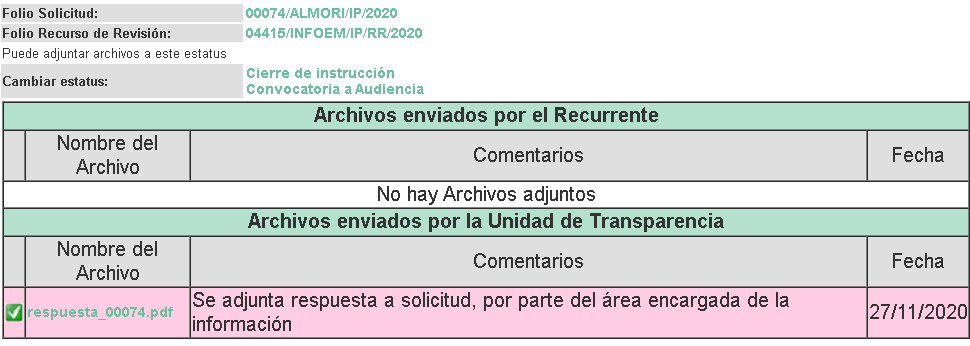 Folio Solicitud: 00074/ALMORI/IP/2020
Folio Recurso de Revisión: 04415/INFOEM/IP/RR/2020
Puede adjuntar archivos a este estatus
Cambiar estatus: Cierre de instrucción
Convocatoria a Audiencia
Archivos enviados por el Recurrente
Nombre del Archivo Comentarios Fecha
No hay Archivos adjuntos
Archivos enviados por la Unidad de Transparencia
Nombre del Archivo Comentarios Fecha
respuesta_00074.pdf Se adjunta respuesta a solicitud, por parte del área encargada de la información 27/11/2020